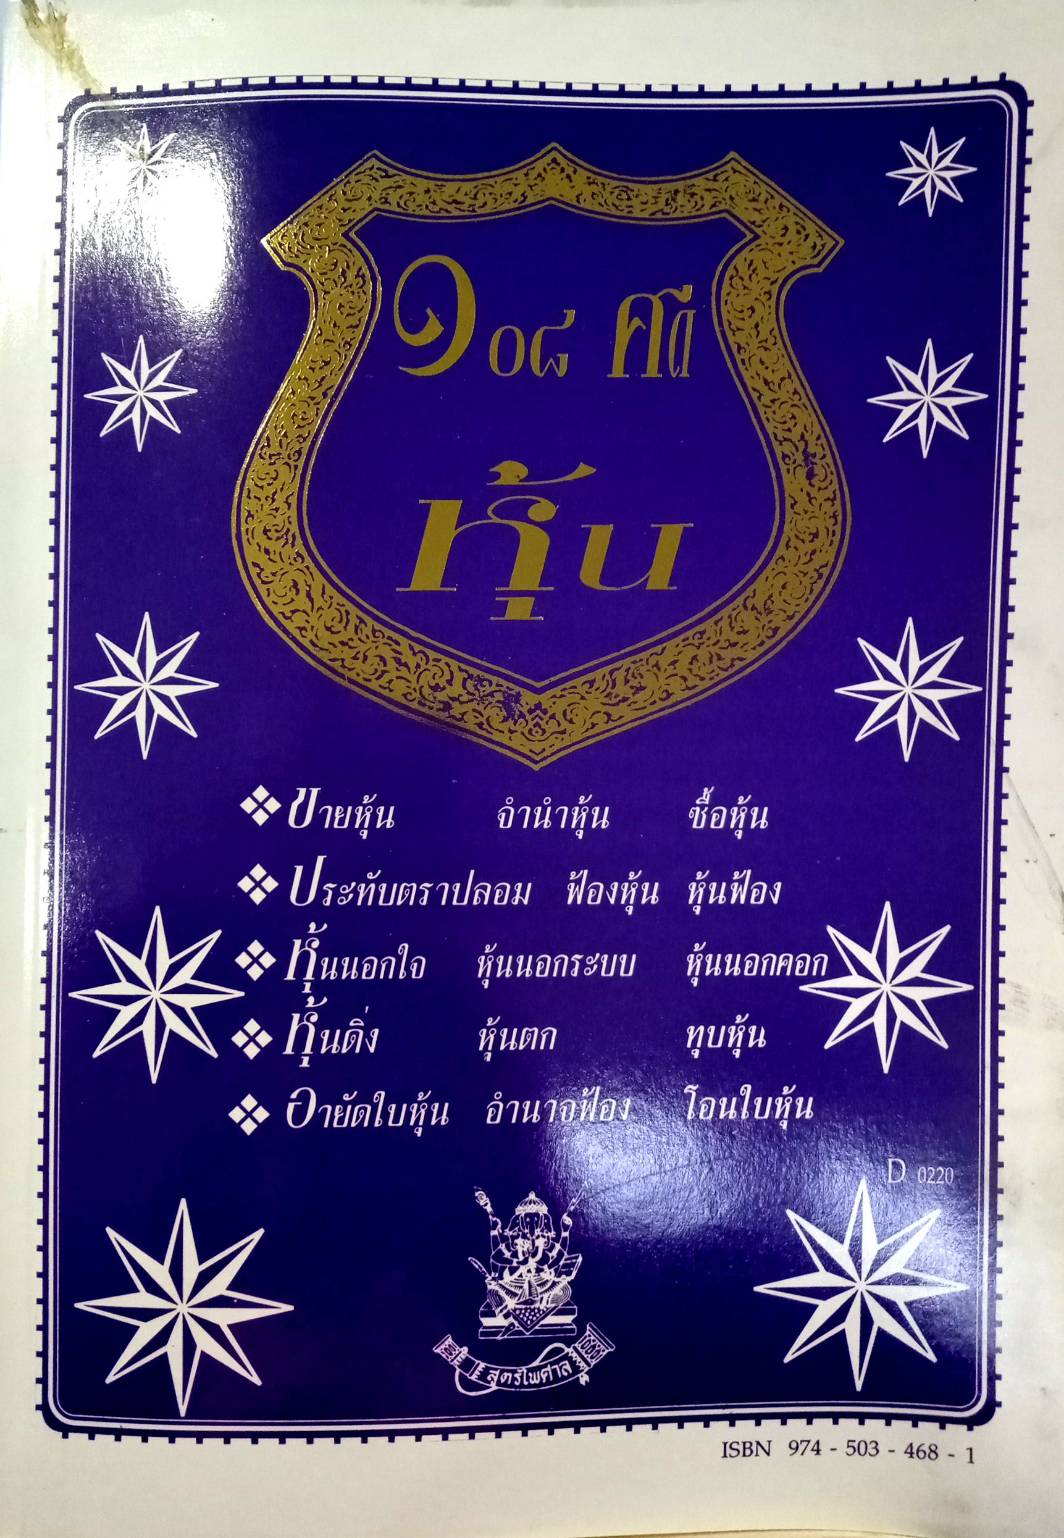 ๑๐๘ คดี
หุ้น
ขายหุ้น จำนำหุ้น ซื้อหุ้น
ประทับตราปลอม ฟ้องหุ้น หุ้นฟ้อง
หุ้นนอกใจ หุ้นนอกระบบ หุ้นนอกคอก
หุ้นดิ่ง หุ้นตก ทุบหุ้น
อายัดใบหุ้น อำนาจฟ้อง โอนใบหุ้น
D 0220
สูตรไพศาล
ISBN 974 - 503 - 468 - 1